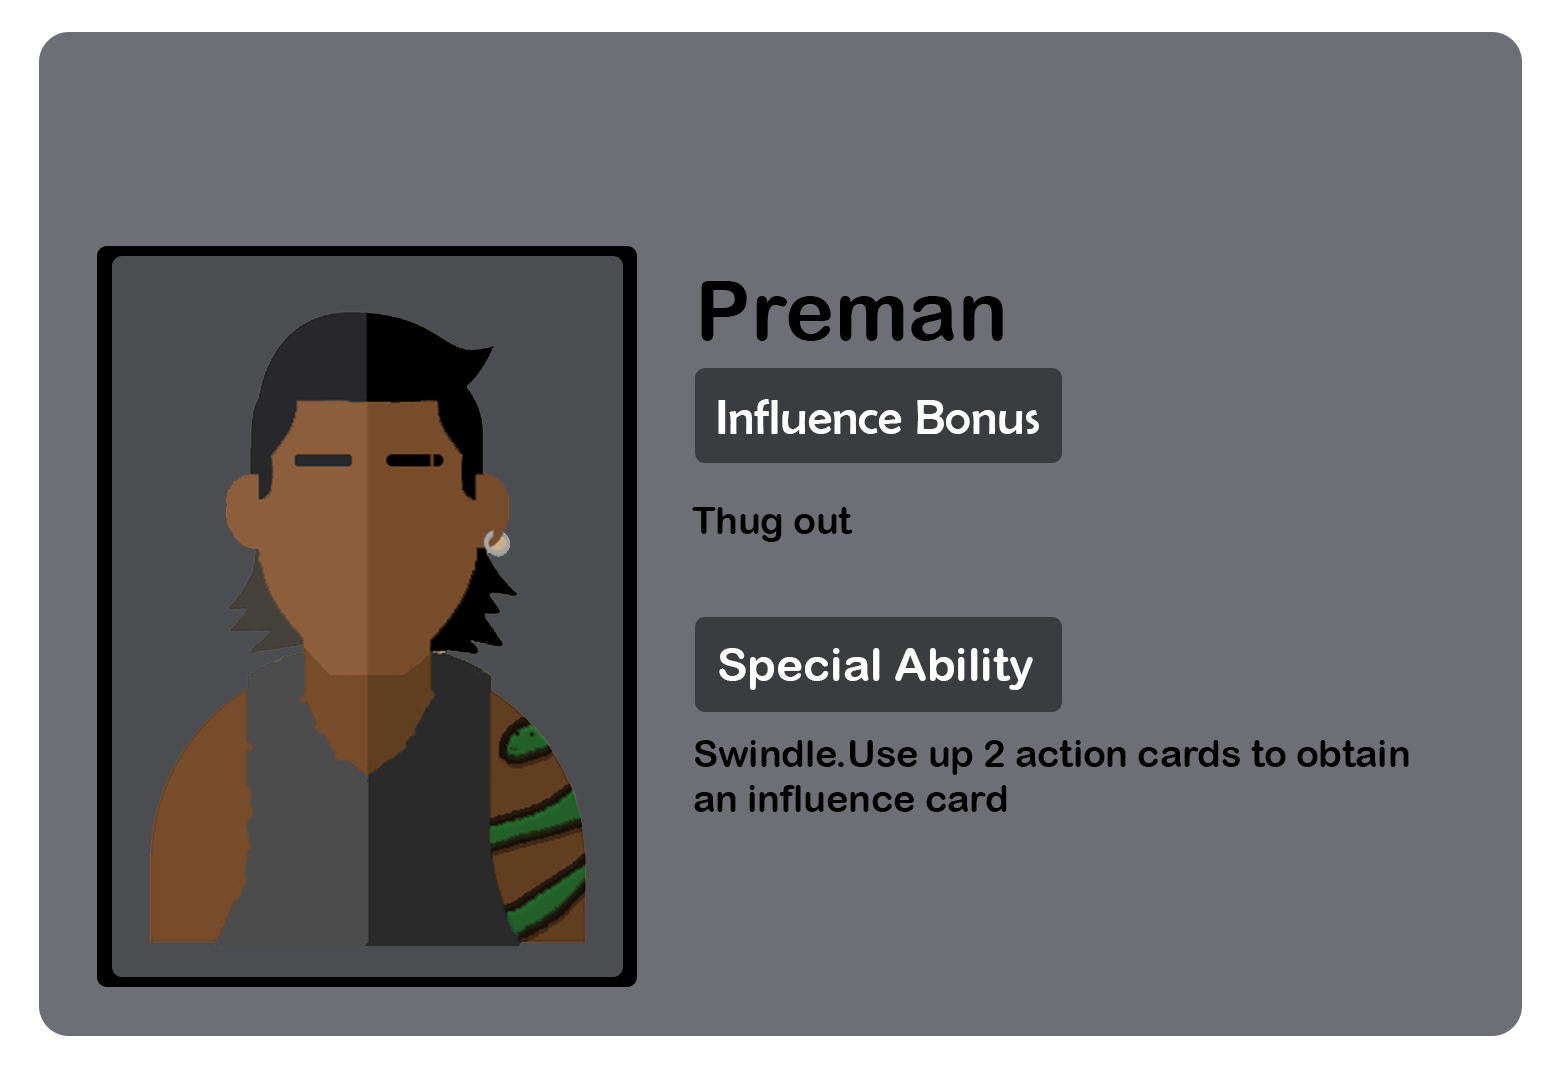 Preman
Influence Bonus
Thug out
Special Ability
Swindle.Use up 2 action cards to obtain
an influence card